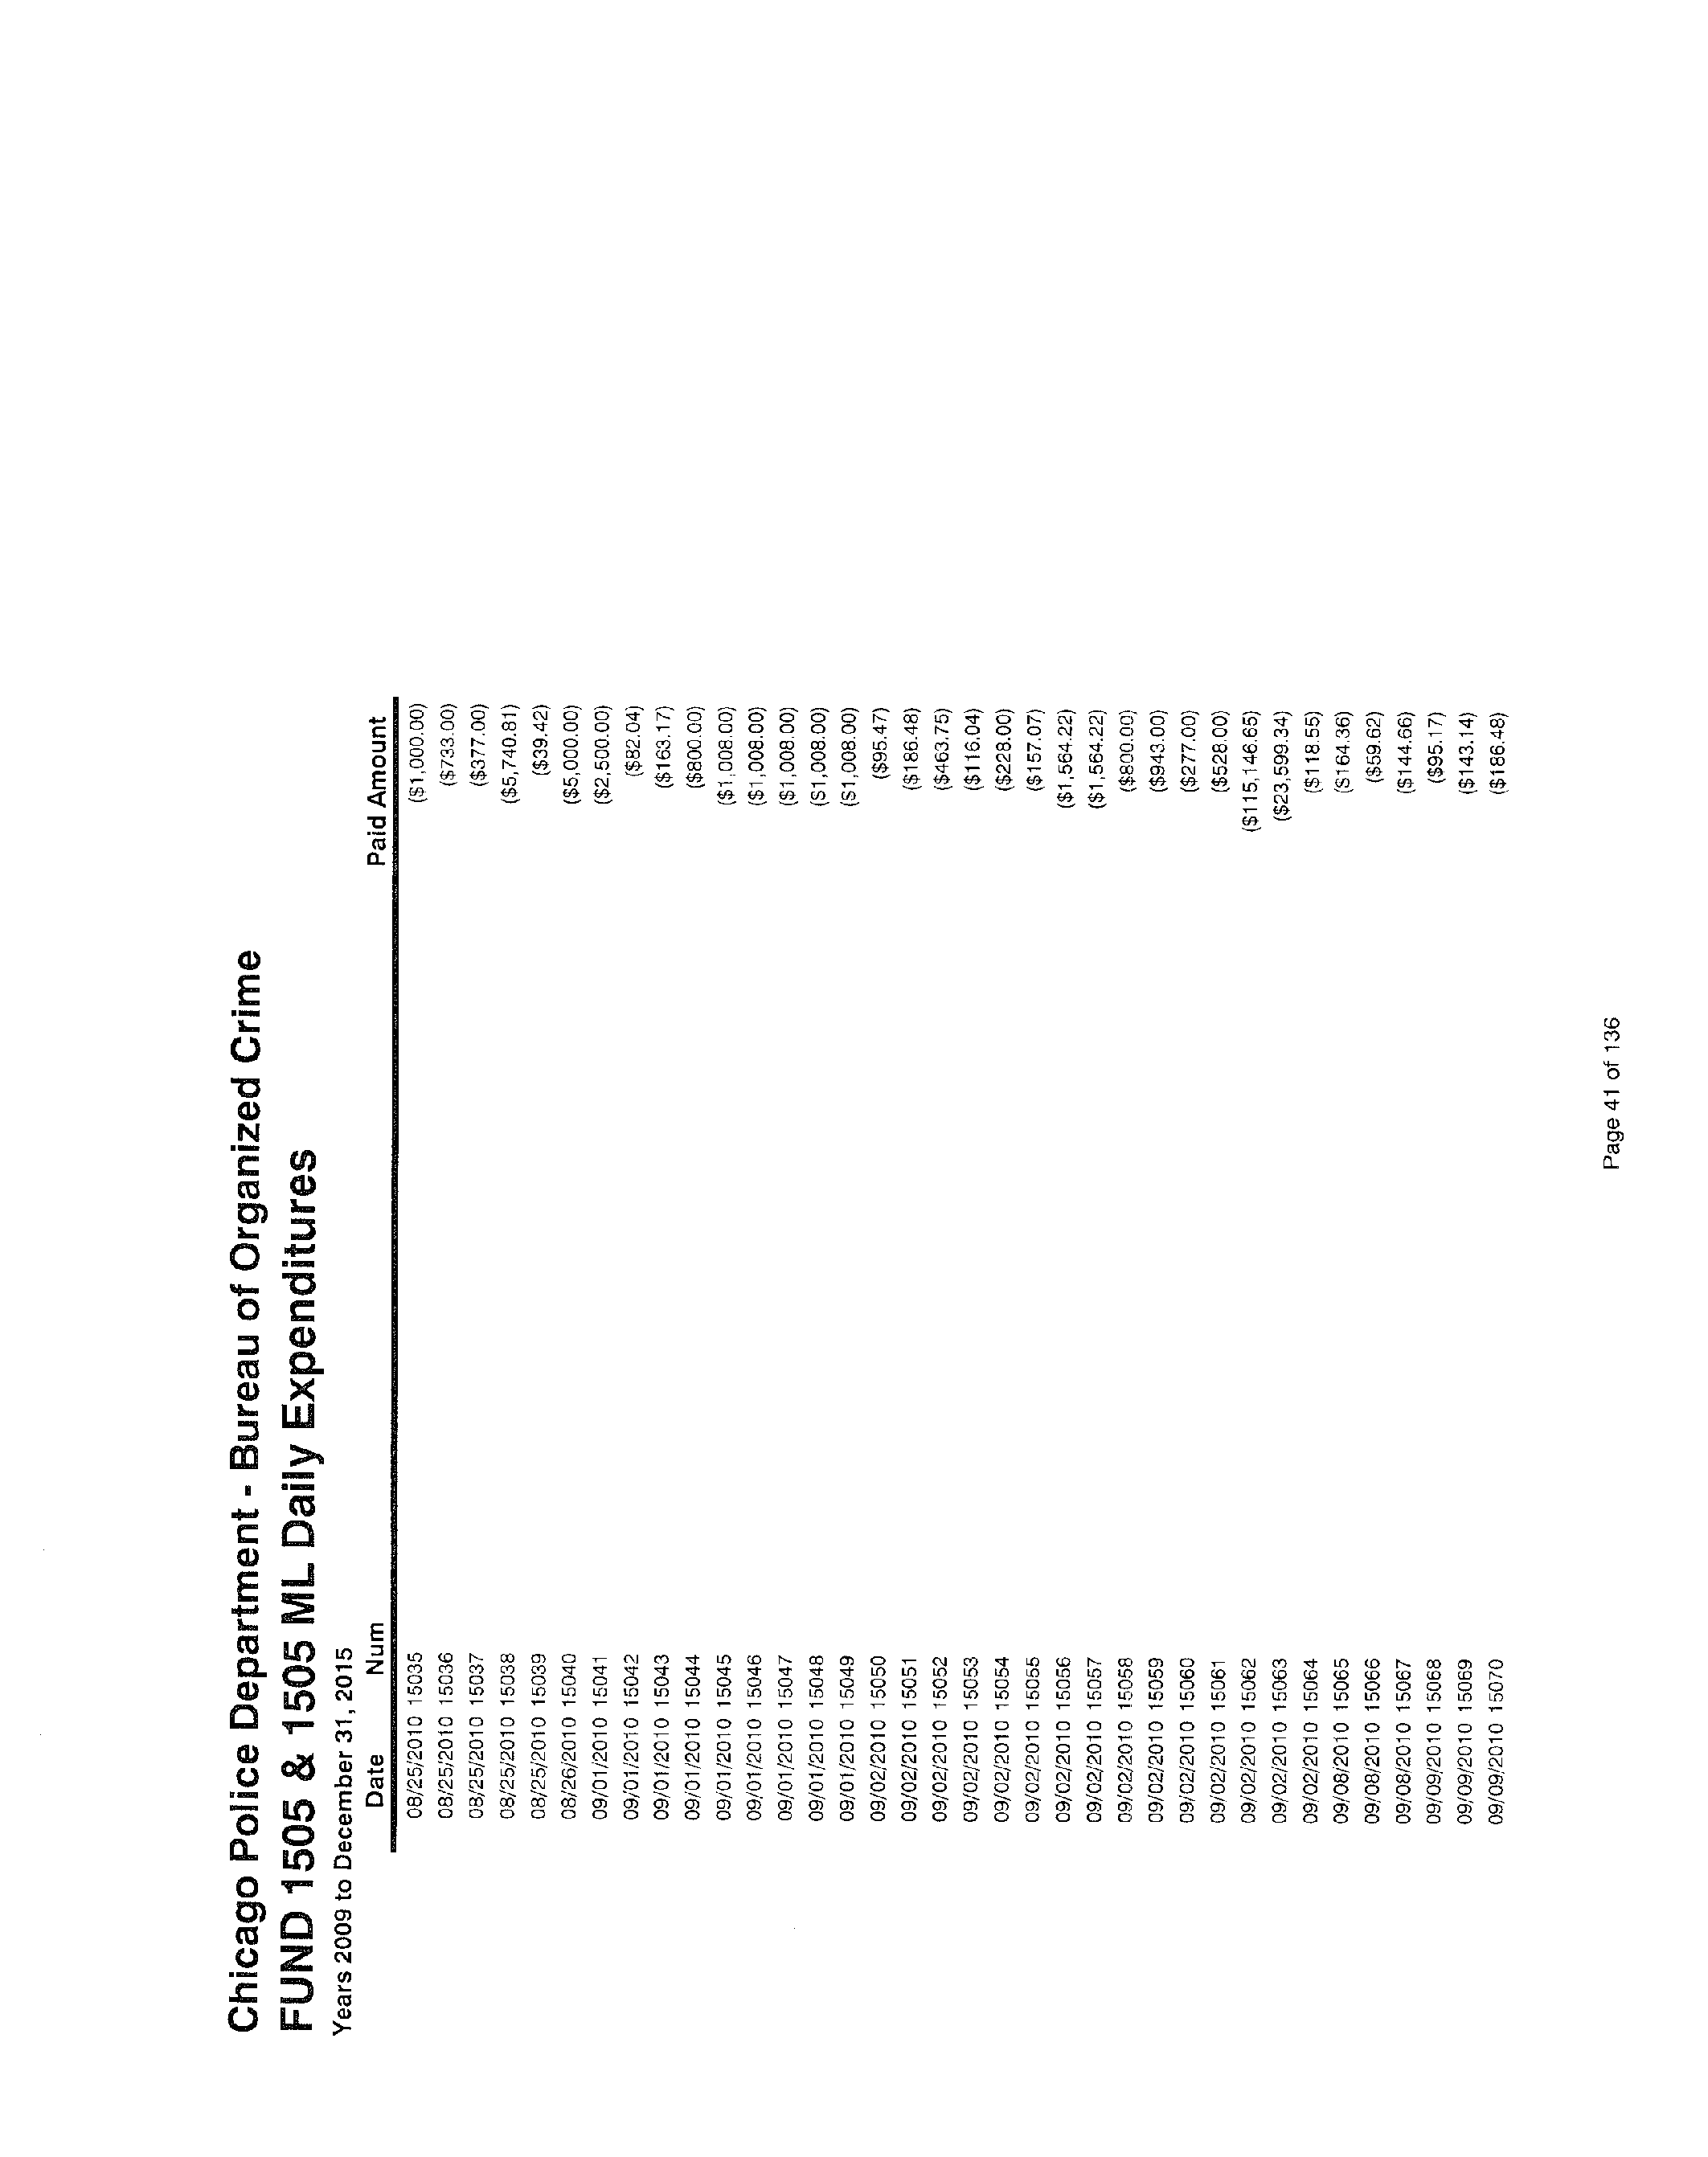 Chicago Police Department - Bureau of Organized Crime
FUND 1505 & 1505 ML Daily Expenditures
Years 2009 to December 31, 2015
Date Num Paid Amount
08/25/2010 15035 ($1,000.00)
08/25/2010 15036 ($733.00)
08/25/2010 15037 ($377.00)
08/25/2010 15038 ($5,740.81)
08/25/2010 15039 ($39.42)
08/26/2010 15040 ($5,000.00)
09/01/2010 15041 ($2,500.00)
09/01/2010 15042 ($82.04)
09/01/2010 15043 ($163.17)
09/01/2010 15044 ($800.00)
09/01/2010 15045 ($1,008.00)
09/01/2010 15046 ($1,008.00)
09/01/2010 15047 ($1,008.00)
09/01/2010 15048 ($1,008.00)
09/01/2010 15049 ($1,008.00)
09/02/2010 15050 ($95.47)
09/02/2010 15051 ($186.48)
09/02/2010 15052 ($463.75)
09/02/2010 15053 ($116.04)
09/02/2010 15054 ($228.00)
09/02/2010 15055 ($157.07)
09/02/2010 15056 ($1,564.22)
09/02/2010 15057 ($1,564.22)
09/02/2010 15058 ($800.00)
09/02/2010 15059 ($943.00)
09/02/2010 15060 ($277.00)
09/02/2010 15061 ($528.00)
09/02/2010 15062 ($115,146.65)
09/02/2010 15063 ($23,599.34)
09/02/2010 15064 ($118.55)
09/08/2010 15065 ($164.36)
09/08/2010 15066 ($59.62)
09/08/2010 15067 ($144.66)
09/09/2010 15068 ($95.17)
09/09/2010 15069 ($143.14)
09/09/2010 15070 ($186.48)
Page 41 of 136